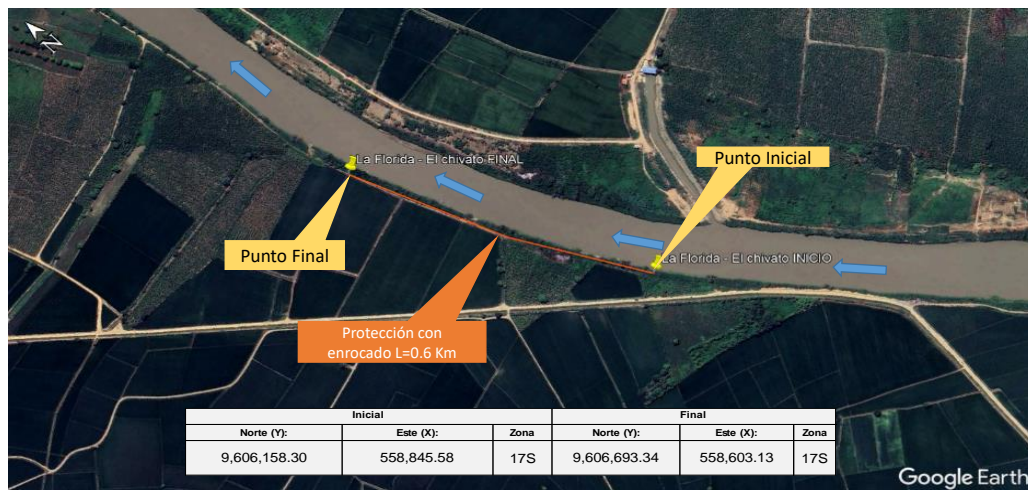 N
La Florida - El chivato FINAL
Punto Inicial
Punto Final
La Florida - El chivato INICIO
Protección con
enrocado L=0.6 Km
Inicial Final
Norte (Y): Este (X): Zona Norte (Y): Este (X): Zona
9,606,158.30 558,845.58 17S 9,606,693.34 558,603.13 17S
Google Earth